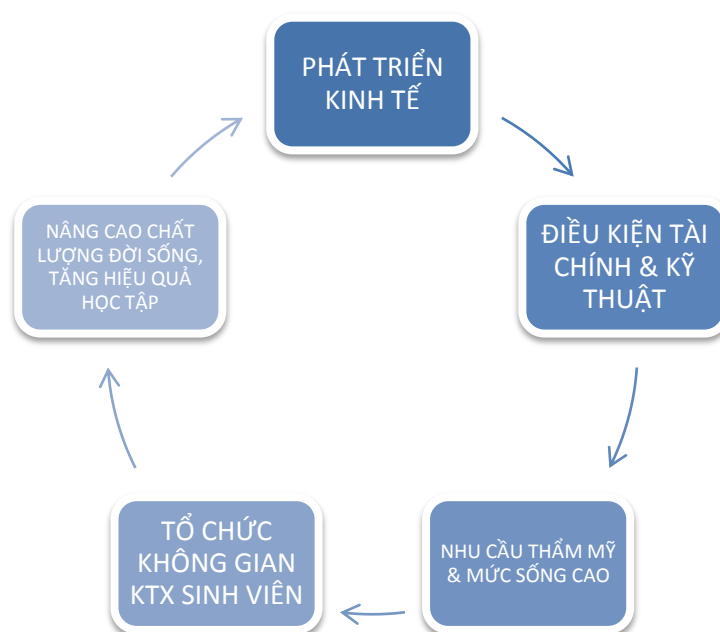 PHÁT TRIỂN
KINH TẾ
ĐIỀU KIỆN TÀI
CHÍNH & KỸ
THUẬT
NHU CẦU THẨM MỸ
& MỨC SỐNG CAO
TỔ CHỨC
KHÔNG GIAN
KTX SINH VIÊN
NÂNG CAO CHẤT
LƯỢNG ĐỜI SỐNG,
TĂNG HIỆU QUẢ
HỌC TẬP